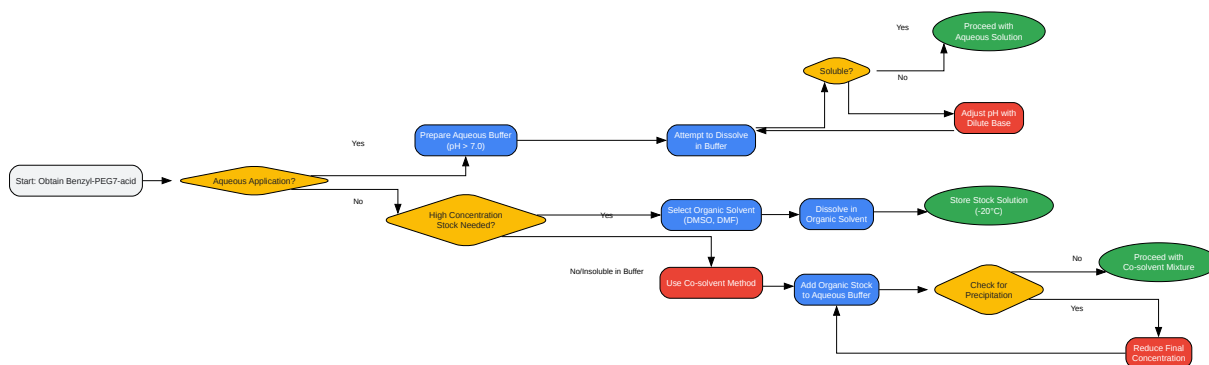 Yes
Proceed with
Aqueous Solution
Soluble?
No
Adjust pH with
Dilute Base
Prepare Aqueous Buffer
(pH > 7.0)
Attempt to Dissolve
in Buffer
Yes
Start: Obtain Benzyl-PEG7-acid
Aqueous Application?
No
High Concentration
Stock Needed?
Yes
Select Organic Solvent
(DMSO, DMF)
Dissolve in
Organic Solvent
Store Stock Solution
(-20°C)
No/Insoluble in Buffer
Use Co-solvent Method
Add Organic Stock
to Aqueous Buffer
Check for
Precipitation
No
Proceed with
Co-solvent Mixture
Yes
Reduce Final
Concentration